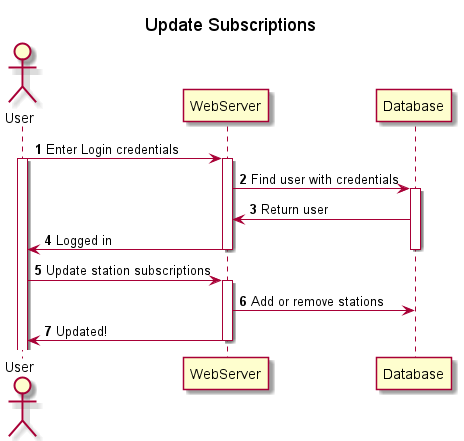 Update Subscriptions
User
WebServer
Database
1 Enter Login credentials
2 Find user with credentials
3 Return user
4 Logged in
5 Update station subscriptions
6 Add or remove stations
7 Updated!
User
WebServer
Database